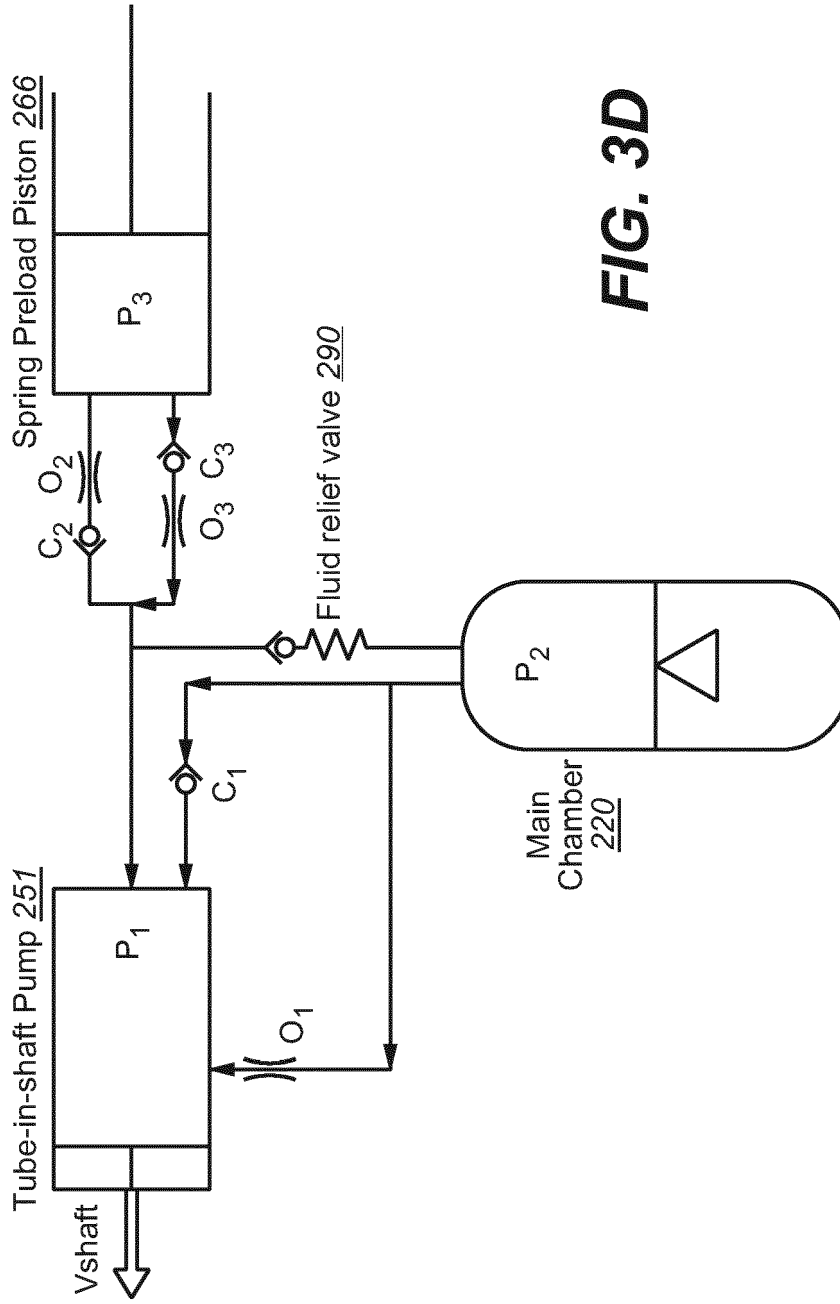 Tube-in-shaft Pump 251
Spring Preload Piston 266
Vshaft
P1
P3
C2
O2
O3
C3
C1
O1
Fluid relief valve 290
Main
Chamber
220
P2
FIG. 3D